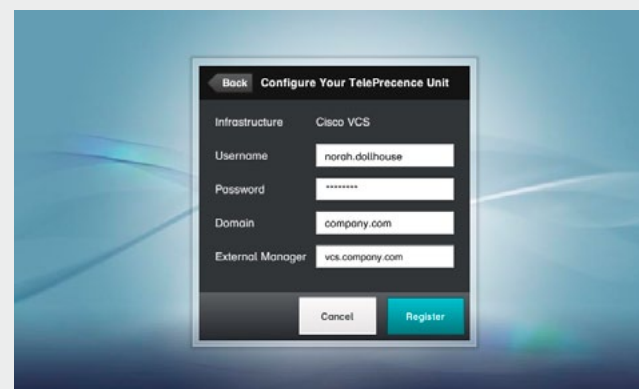 Back Configure Your TelePrecence Unit
Infrastructure Cisco VCS
Username norah.dollhouse
Password ********
Domain company.com
External Manager vcs.company.com
Cancel Register